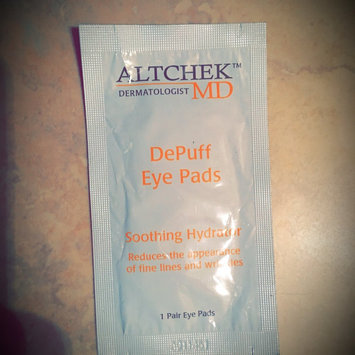 ALTCHEK™
DERMATOLOGIST MD
DePuff
Eye Pads
Soothing Hydrator
Reduces the appearance
of fine lines and wrinkles
1 Pair Eye Pads